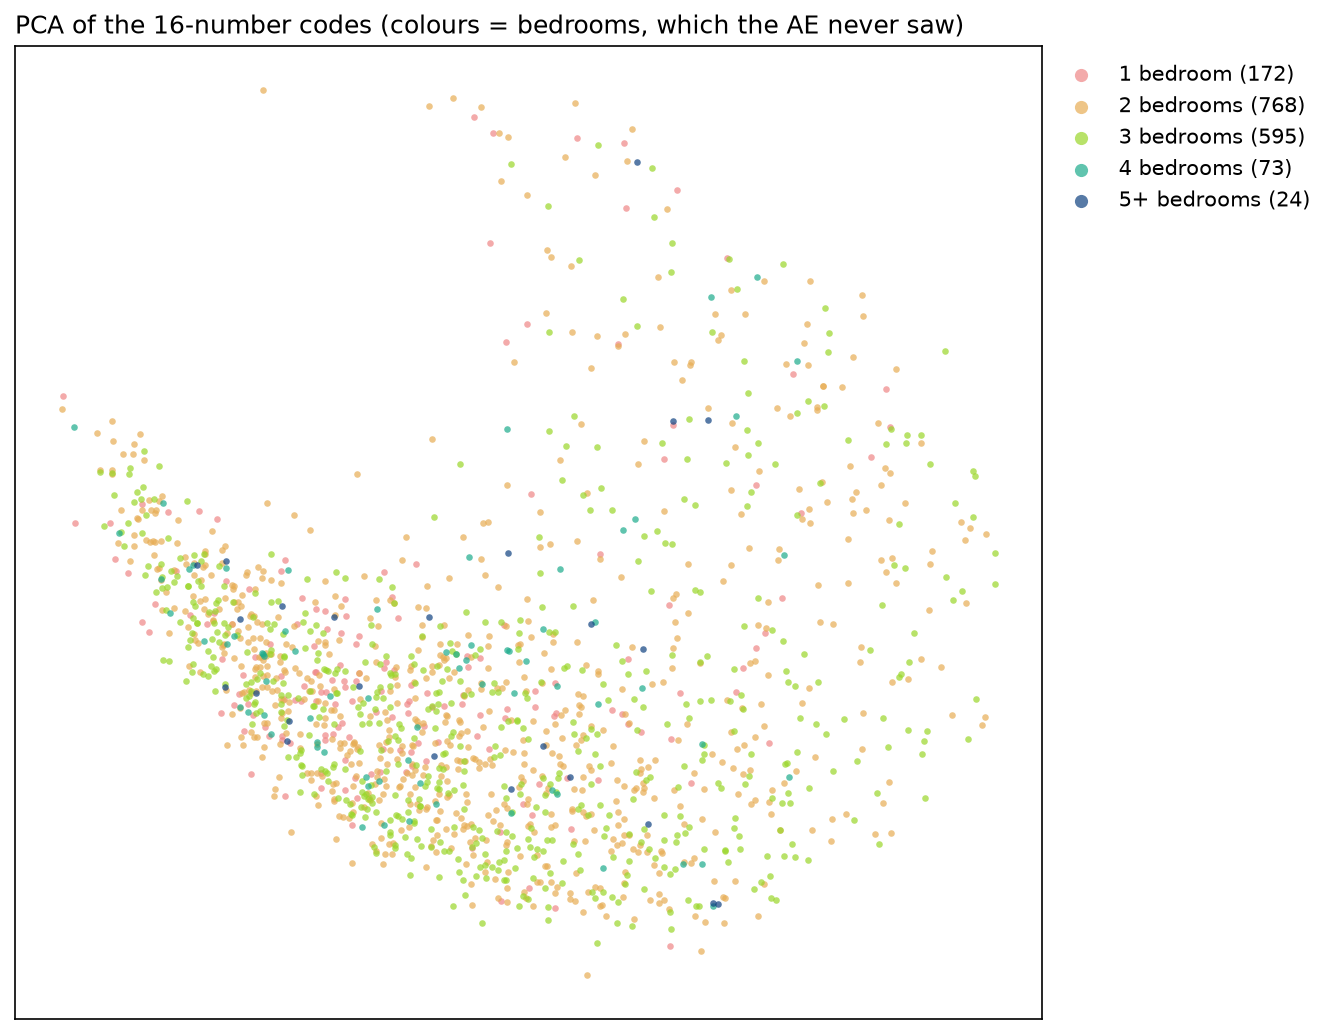 PCA of the 16-number codes (colours = bedrooms, which the AE never saw)
1 bedroom (172)
2 bedrooms (768)
3 bedrooms (595)
4 bedrooms (73)
5+ bedrooms (24)